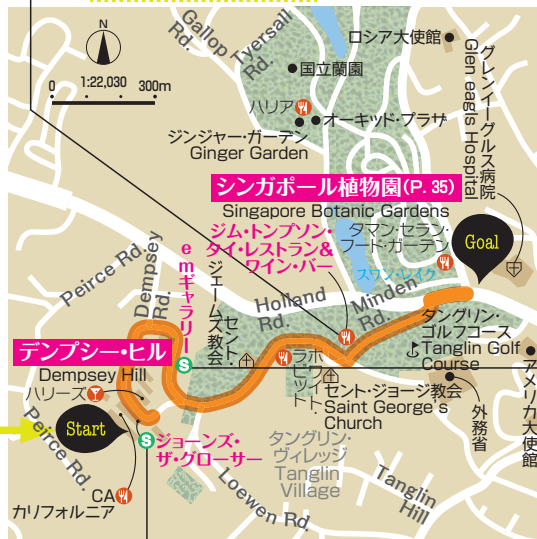 Gallop Rd.
Tyersall Rd.
ロシア大使館
グレンイーグルス病院
Glen eagls Hospital
N
0 1:22,030 300m
国立蘭園
ハリア
オーキッド・プラザ
ジンジャー・ガーデン
Ginger Garden
シンガポール植物園(P. 35)
Singapore Botanic Gardens
ジム・トンプソン・
タイ・レストラン&
ワイン・バー
タマン・セラン・
フード・ガーデン
Goal
スワン・レイク
Peirce Rd.
Dempsey Rd.
emギャラリー
セント・
ジェームス教会
Holland Rd.
Minden Rd.
タングリン・
ゴルフコース
Tanglin Golf
Course
デンプシー・ヒル
Dempsey Hill
ハリーズ
ホワイト・
ラビット
セント・ジョージ教会
Saint George's
Church
外務省
アメリカ大使館
Start
Peirce Rd.
ジョーンズ・
ザ・グローサー
タングリン・
ヴィレッジ
Tanglin
Village
CA
カリフォルニア
Loewen Rd.
Tanglin
Hill